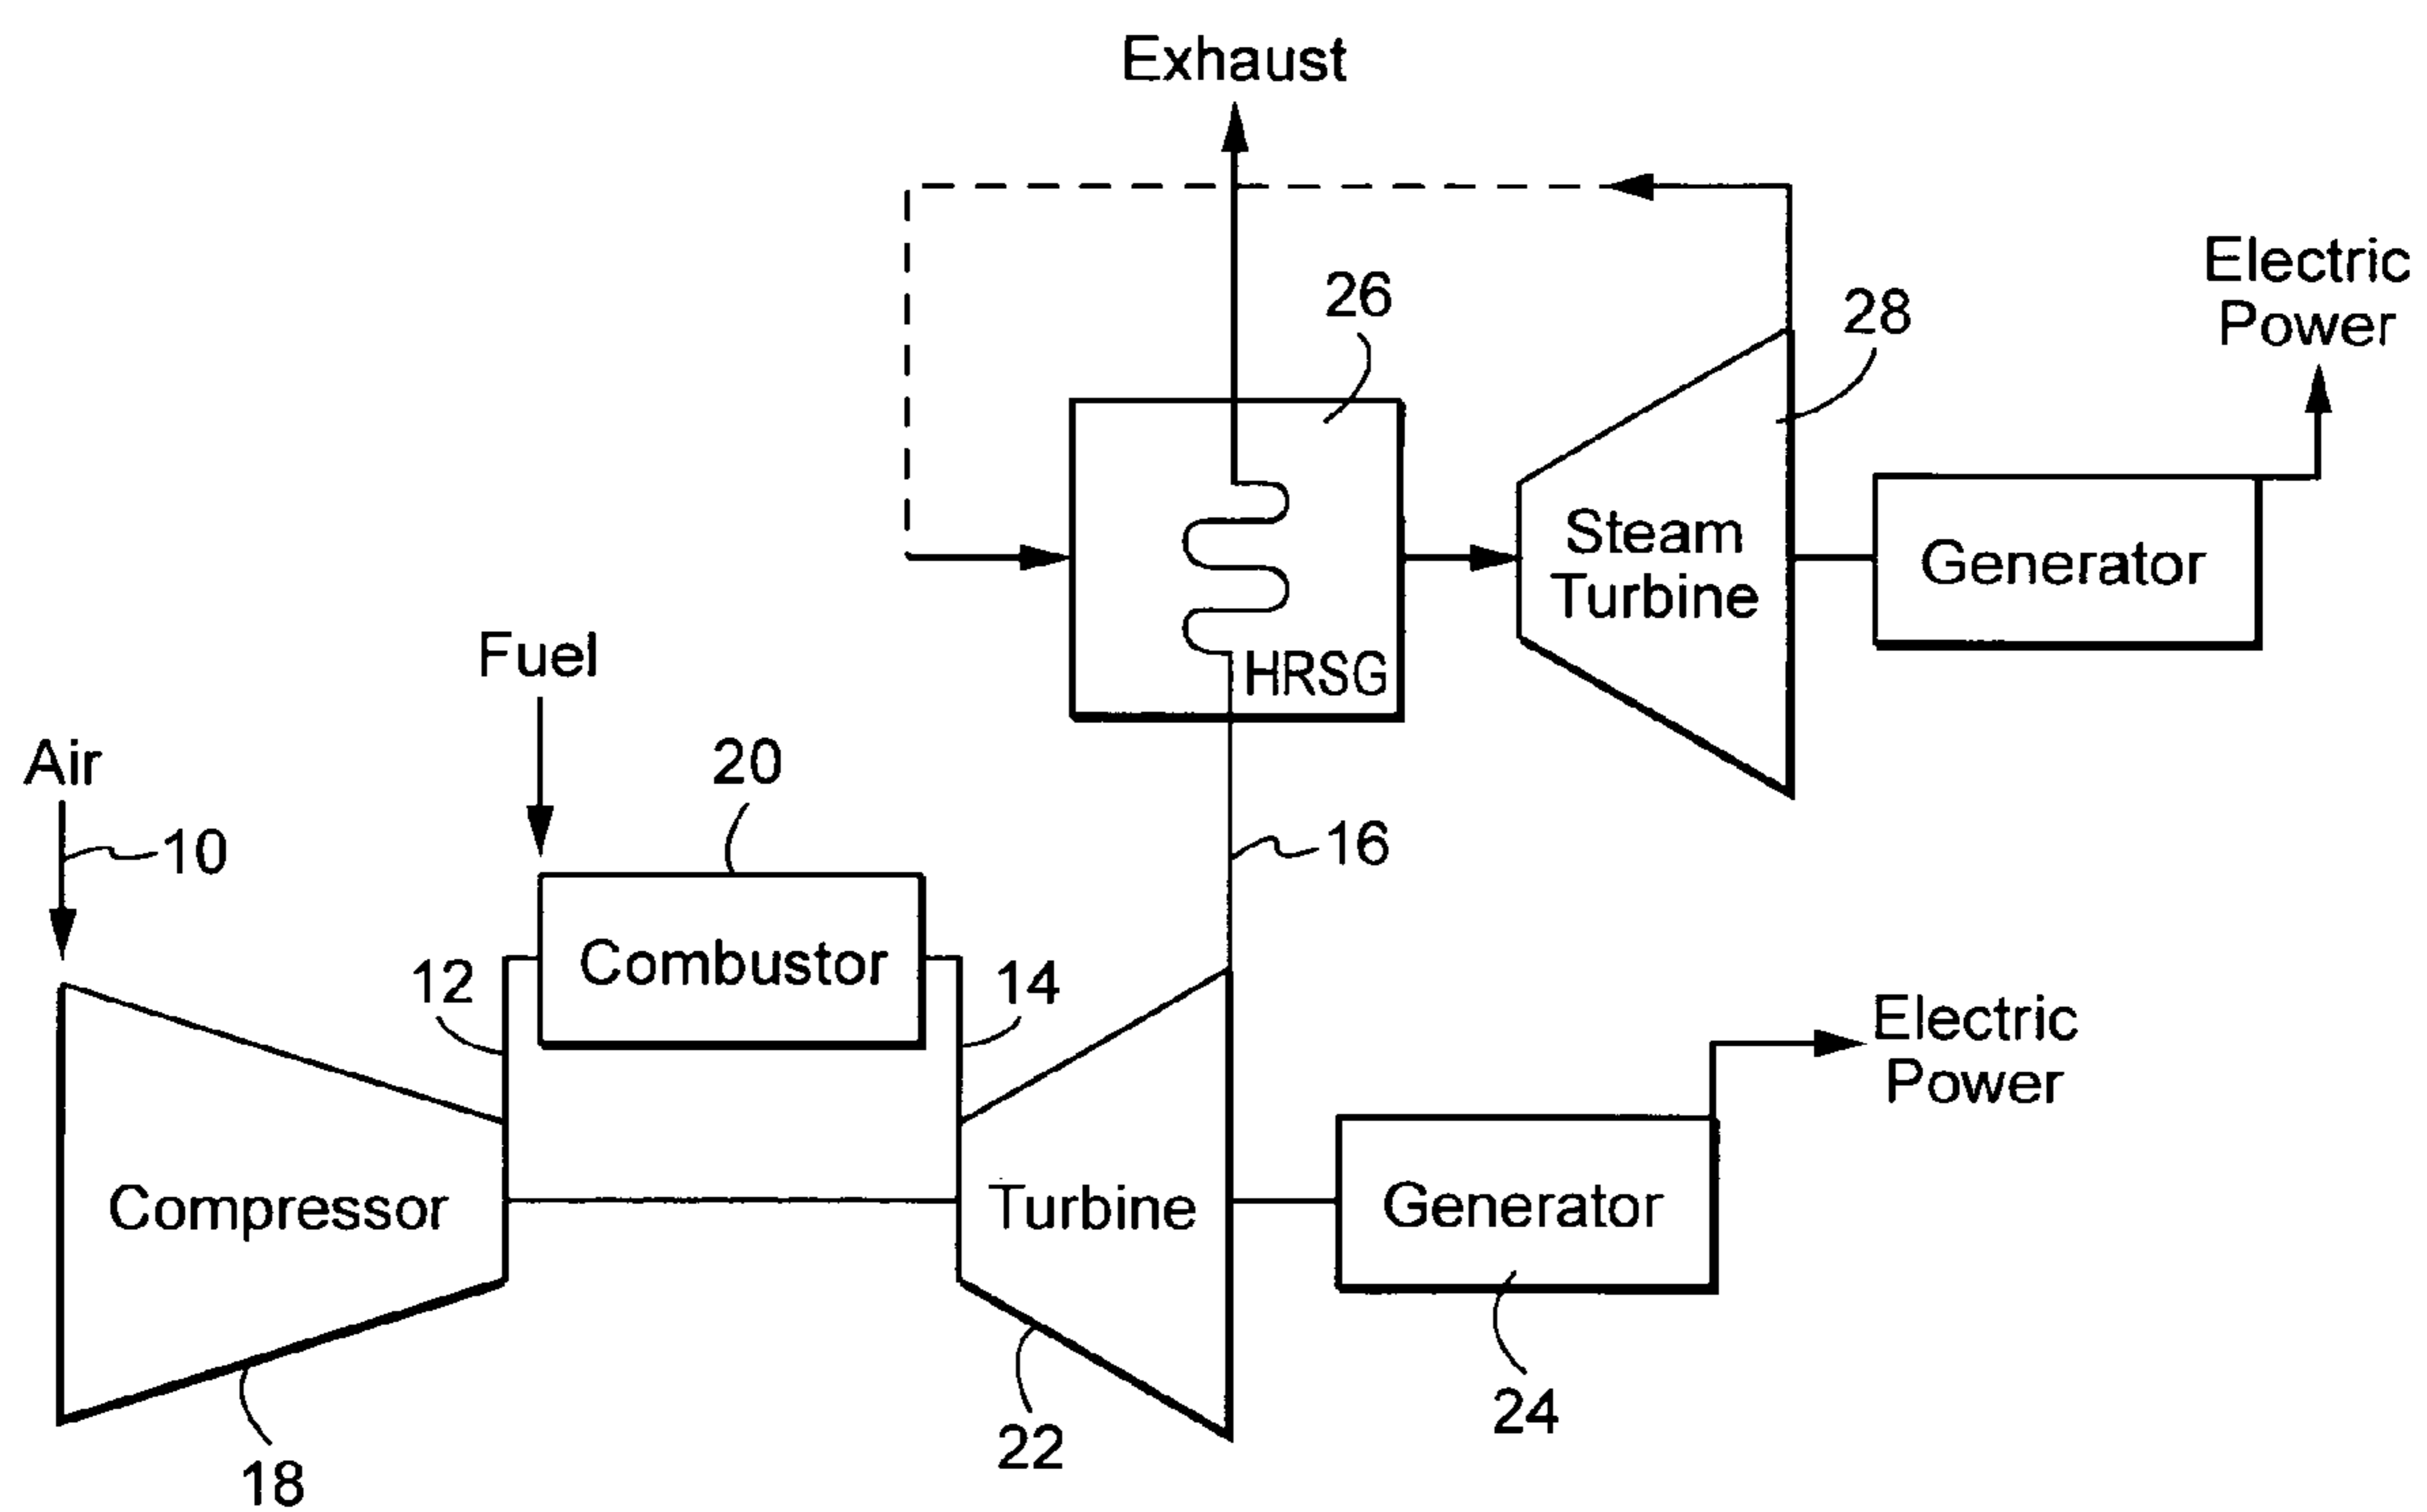 Exhaust
Electric
Power
26
28
Steam
Turbine
Generator
HRSG
Fuel
Air
20
10
16
12
Combustor
14
Electric
Power
Compressor
Turbine
Generator
24
22
18